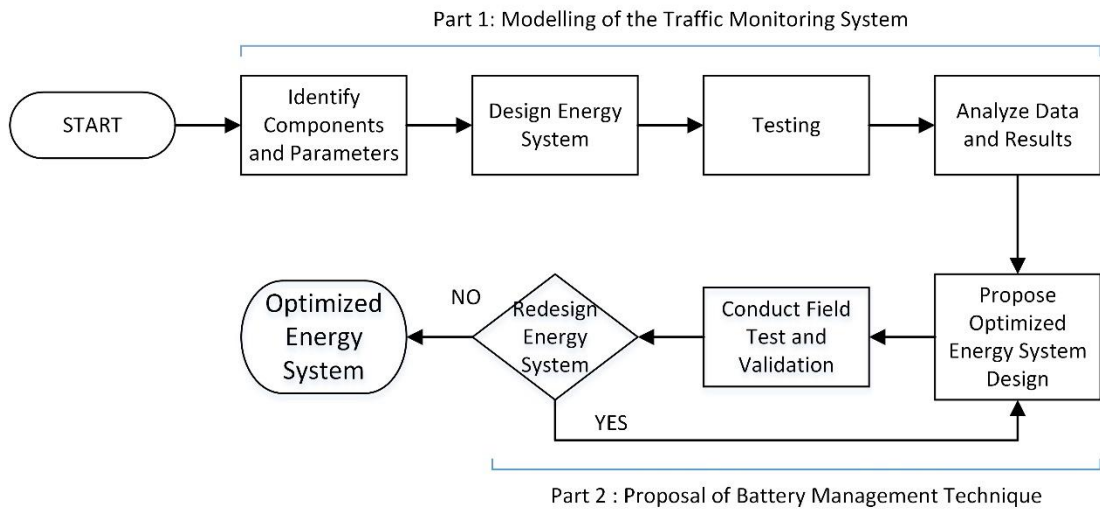 Part 1: Modelling of the Traffic Monitoring System
START
Identify
Components
and Parameters
Design Energy
System
Testing
Analyze Data
and Results
Propose
Optimized
Energy System
Design
Conduct Field
Test and
Validation
Redesign
Energy
System
NO
YES
Optimized
Energy
System
Part 2 : Proposal of Battery Management Technique